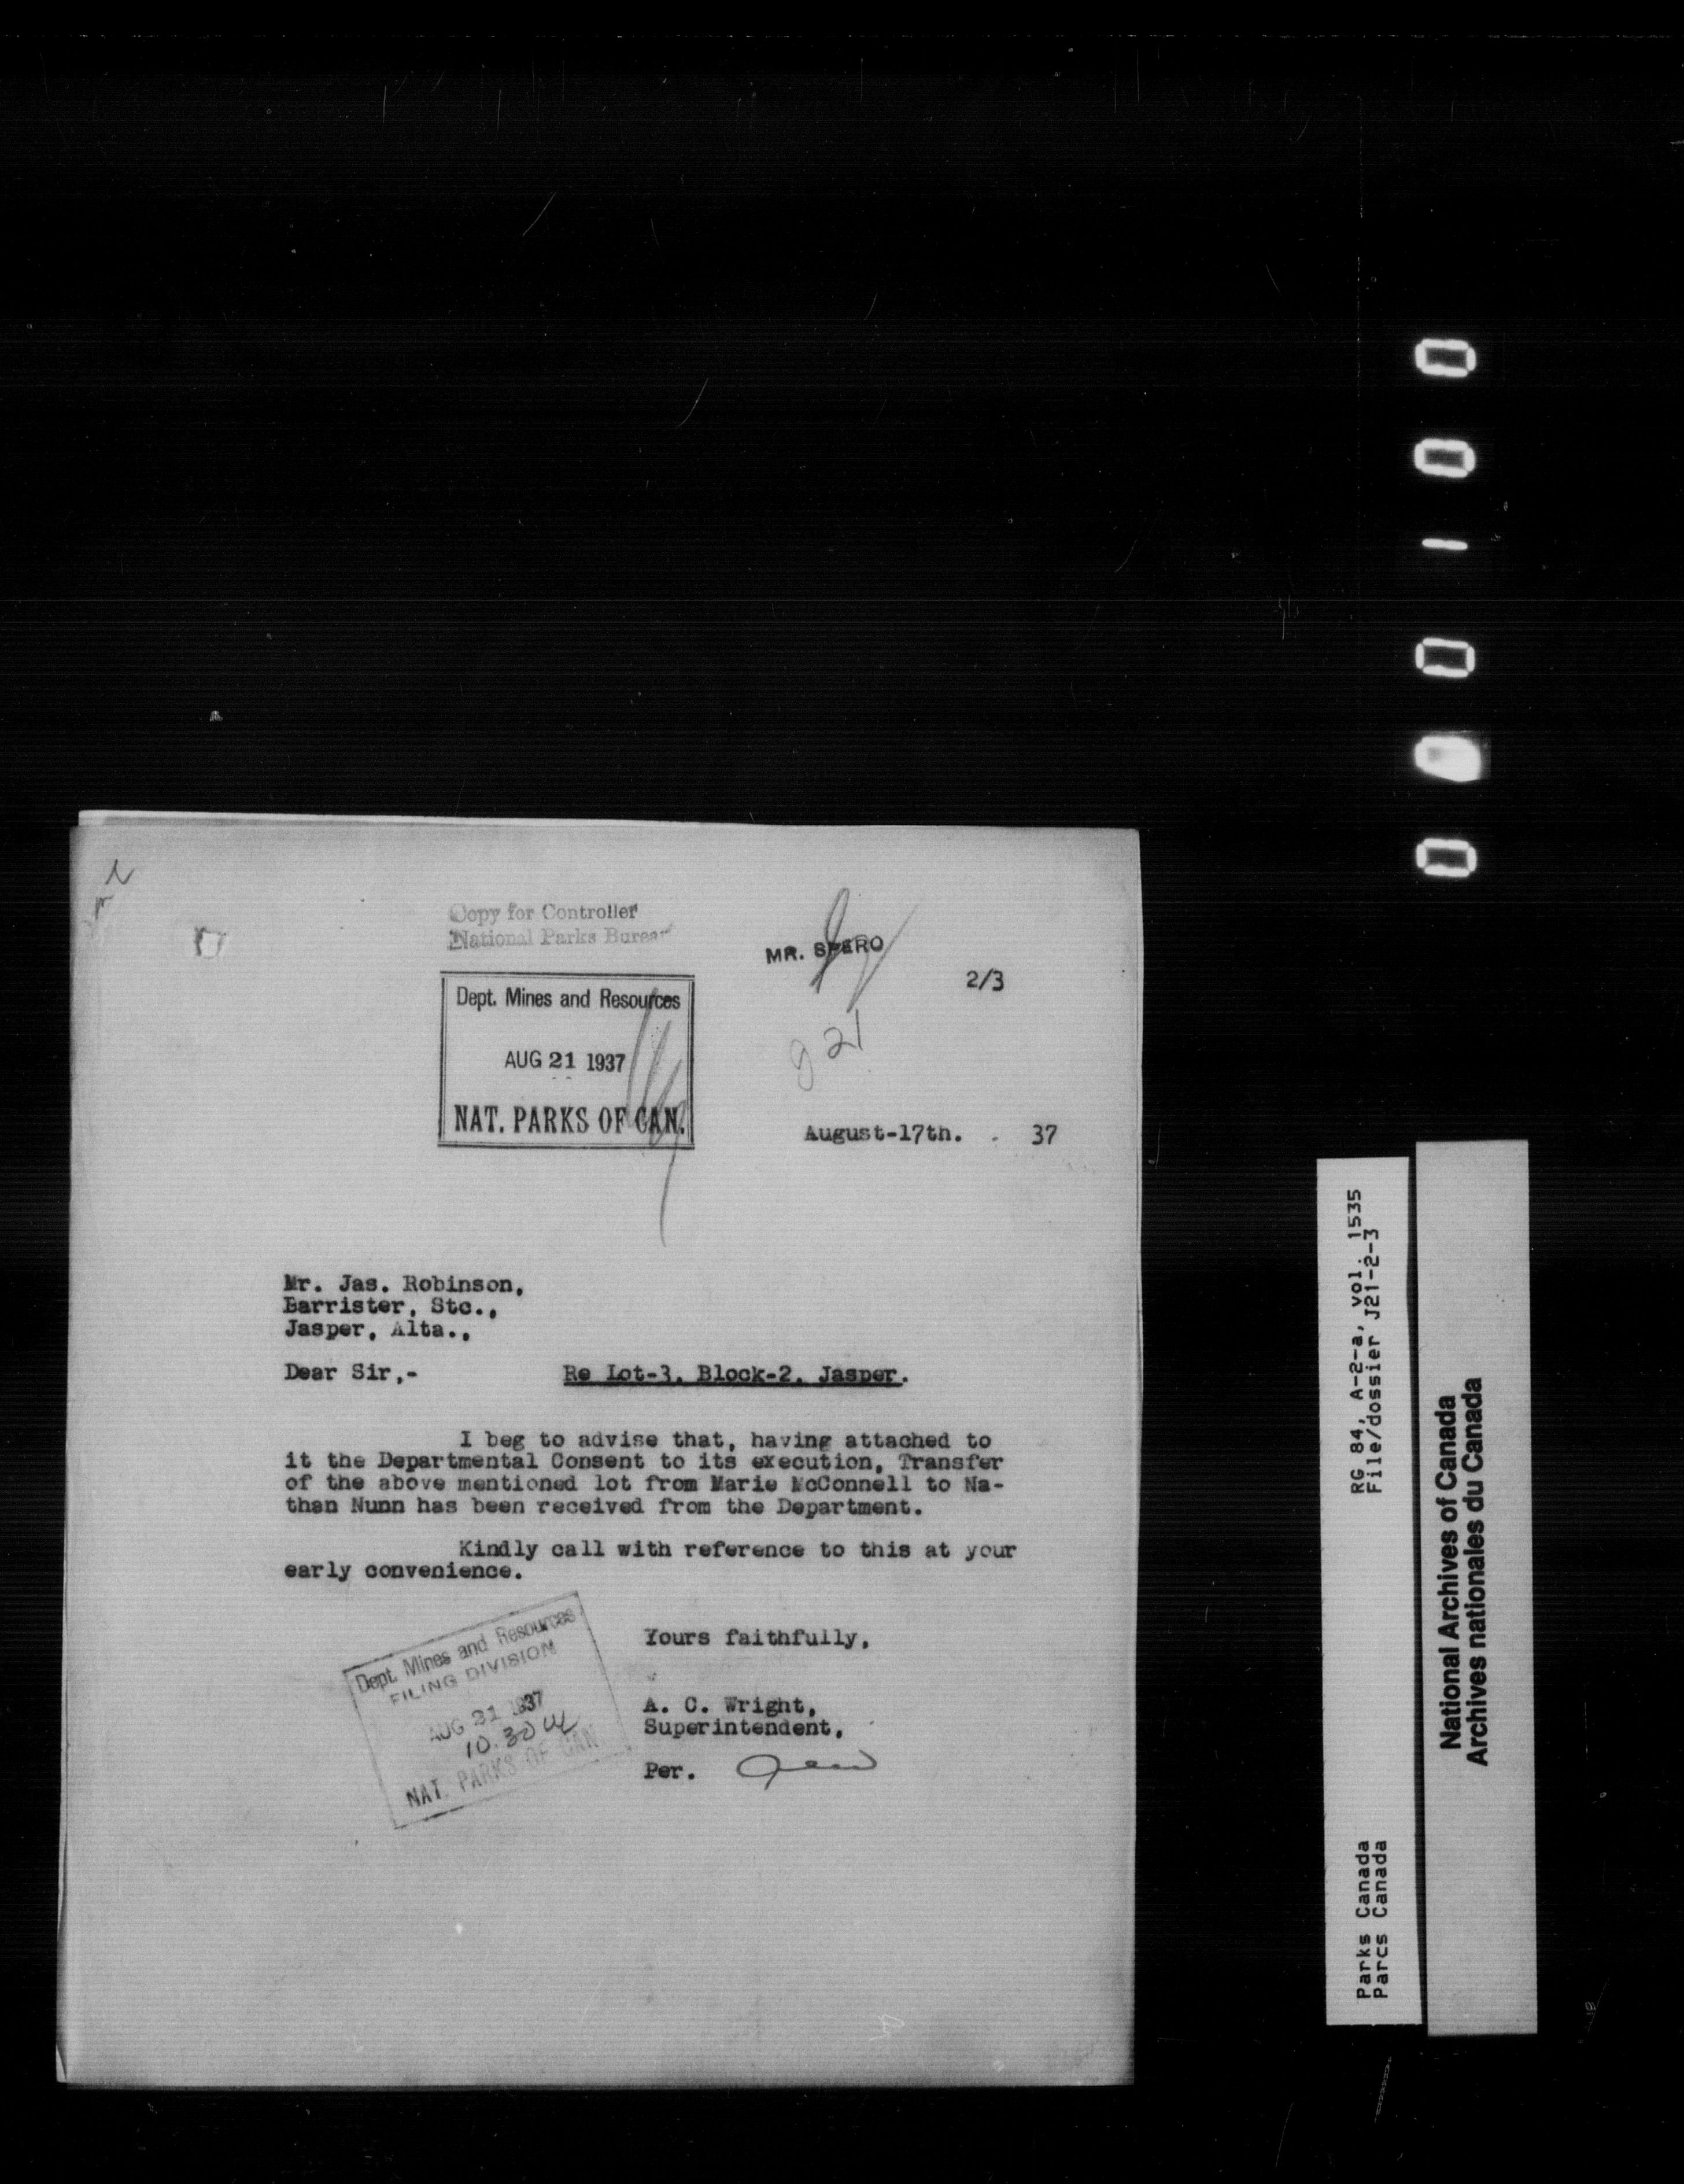 Copy for Controller
National Parks Bureau
MR. SPERO
2/3
Dept. Mines and Resources
AUG 21 1937
NAT. PARKS OF CAN.
21
August-17th. 37
Mr. Jas. Robinson,
Barrister, Etc.,
Jasper, Alta.,
Dear Sir,- Re Lot-3, Block-2, Jasper.
I beg to advise that, having attached to
it the Departmental Consent to its execution, Transfer
of the above mentioned lot from Marie McConnell to Na-
than Nunn has been received from the Department.
Kindly call with reference to this at your
early convenience.
Yours faithfully,
A. C. Wright,
Superintendent,
Per.
Dept. Mines and Resources
FILING DIVISION
AUG 21 1937
10.30
NAT. PARKS OF CAN
RG 84, A-2-a, vol. 1535
File/dossier J21-2-3
Parks Canada
Parcs Canada
National Archives of Canada
Archives nationales du Canada